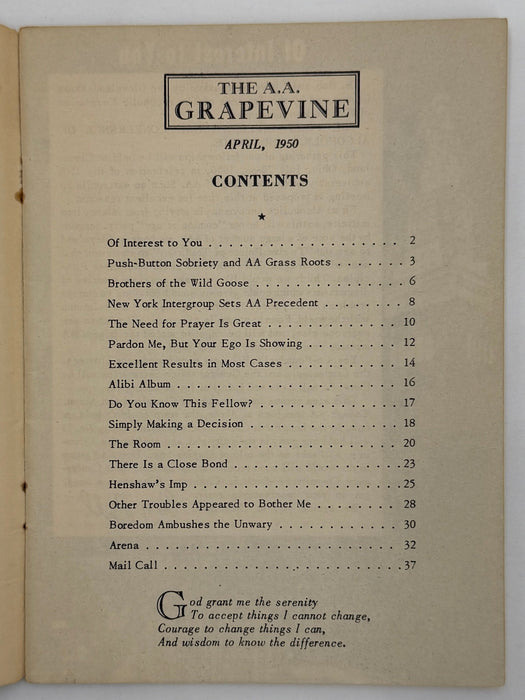 THE A.A.
GRAPEVINE
APRIL, 1950
CONTENTS
★
Of Interest to You . . . . . . . . . . . . . . . . . . . 2
Push-Button Sobriety and AA Grass Roots . . . . . . . 3
Brothers of the Wild Goose . . . . . . . . . . . . . . . 6
New York Intergroup Sets AA Precedent . . . . . . . . 8
The Need for Prayer Is Great . . . . . . . . . . . . . 10
Pardon Me, But Your Ego Is Showing . . . . . . . . . 12
Excellent Results in Most Cases . . . . . . . . . . . 14
Alibi Album . . . . . . . . . . . . . . . . . . . . . . 16
Do You Know This Fellow? . . . . . . . . . . . . . . 17
Simply Making a Decision . . . . . . . . . . . . . . . 18
The Room . . . . . . . . . . . . . . . . . . . . . . . 20
There Is a Close Bond . . . . . . . . . . . . . . . . . 23
Henshaw's Imp . . . . . . . . . . . . . . . . . . . . . 25
Other Troubles Appeared to Bother Me . . . . . . . . 28
Boredom Ambushes the Unwary . . . . . . . . . . . . 30
Arena . . . . . . . . . . . . . . . . . . . . . . . . . 32
Mail Call . . . . . . . . . . . . . . . . . . . . . . . . 37
God grant me the serenity
To accept things I cannot change,
Courage to change things I can,
And wisdom to know the difference.